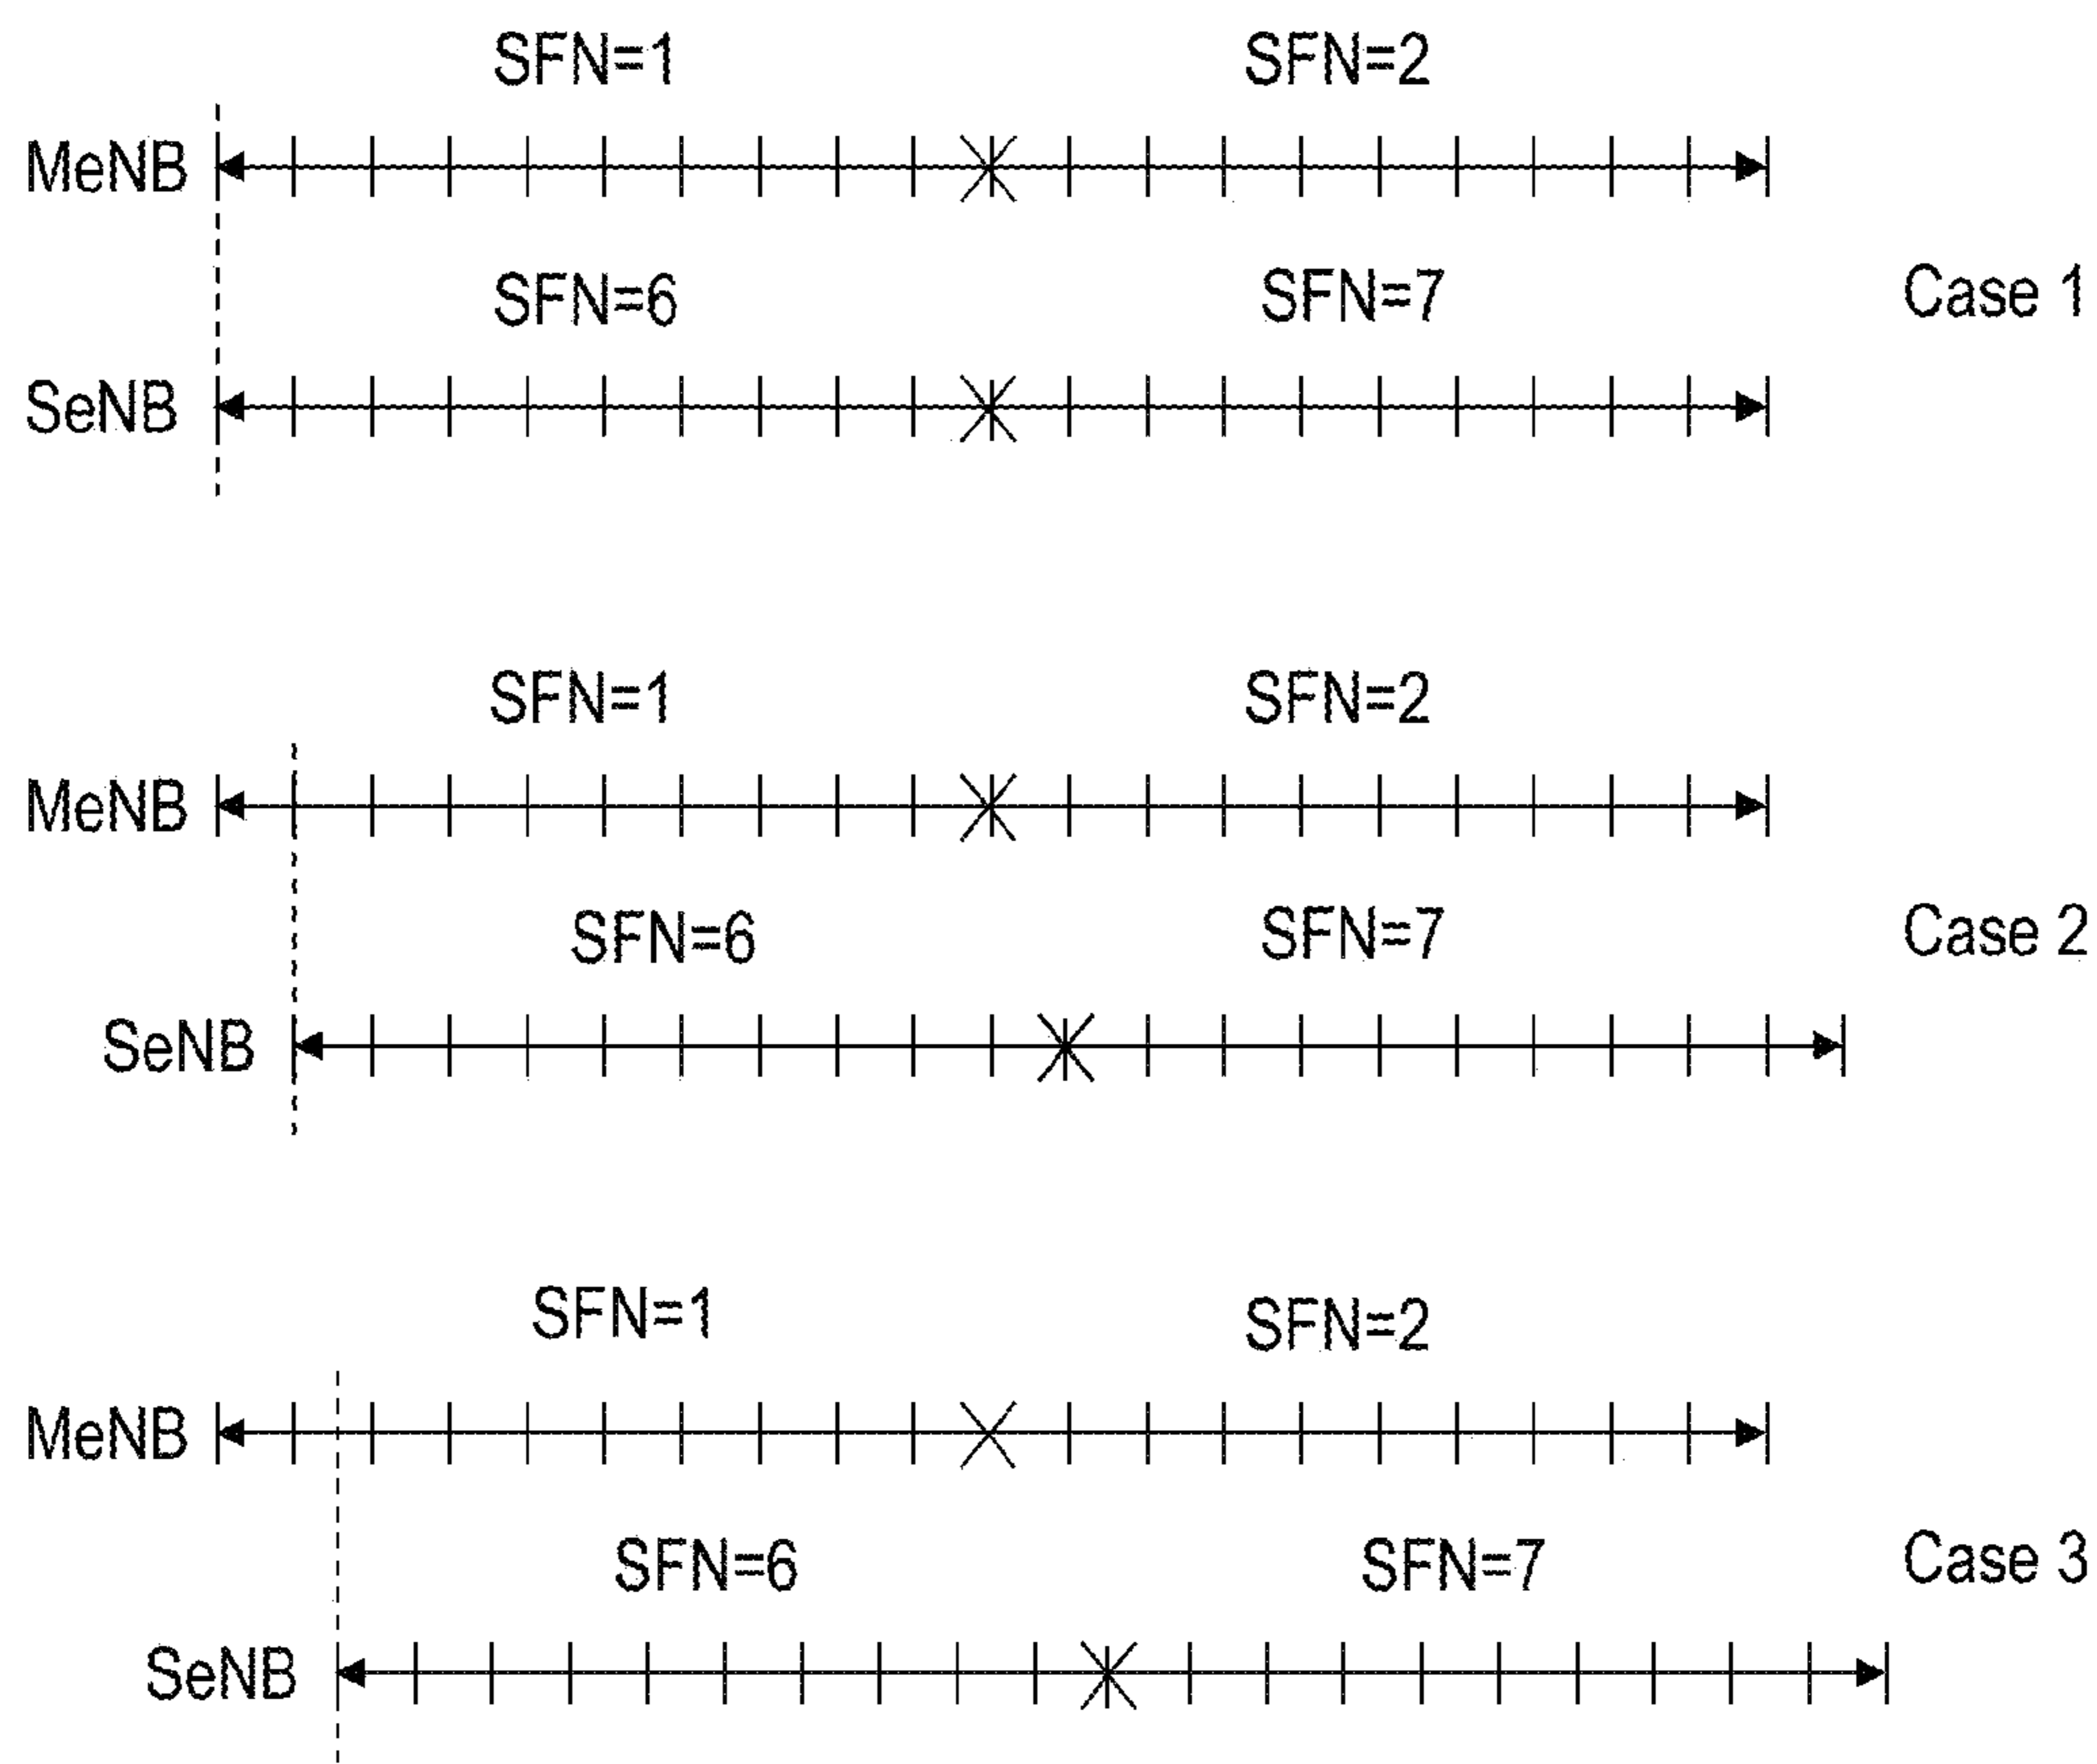 SFN=1 SFN=2
MeNB
SFN=6 SFN=7 Case 1
SeNB
SFN=1 SFN=2
MeNB
SFN=6 SFN=7 Case 2
SeNB
SFN=1 SFN=2
MeNB
SFN=6 SFN=7 Case 3
SeNB